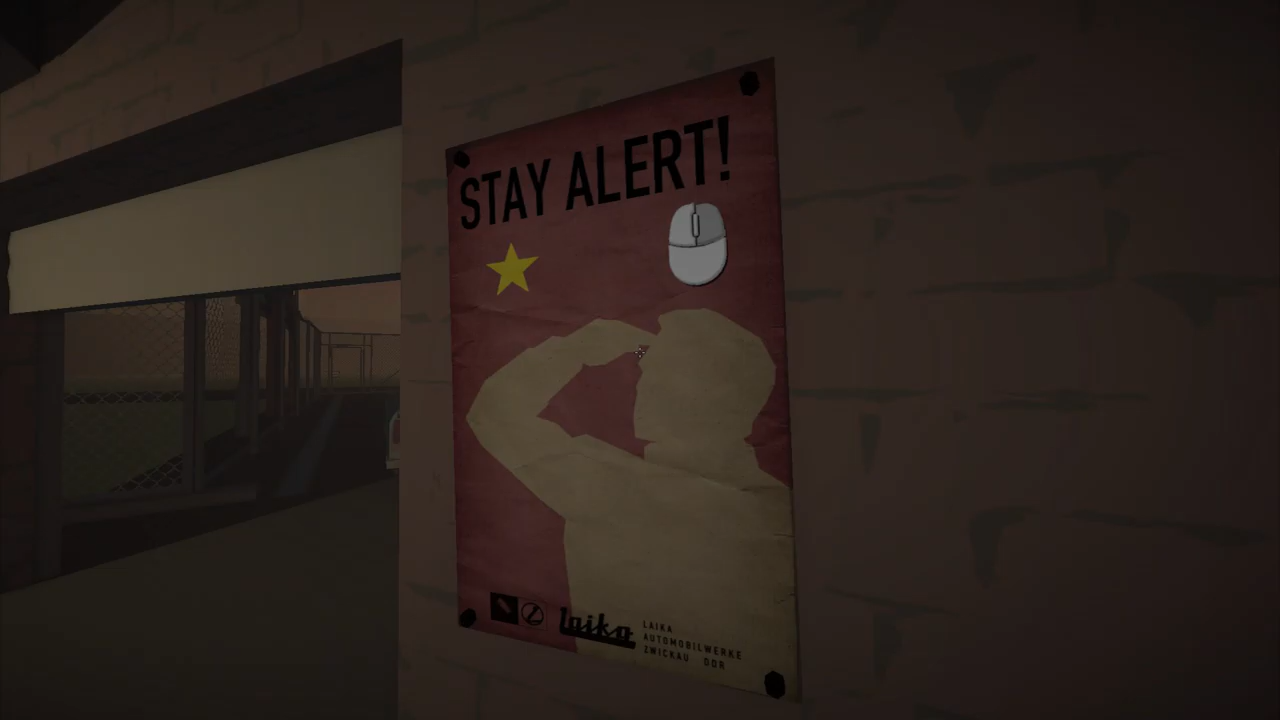 STAY ALERT!
laika
LAIKA
AUTOMOBILWERKE
ZWICKAU DDR